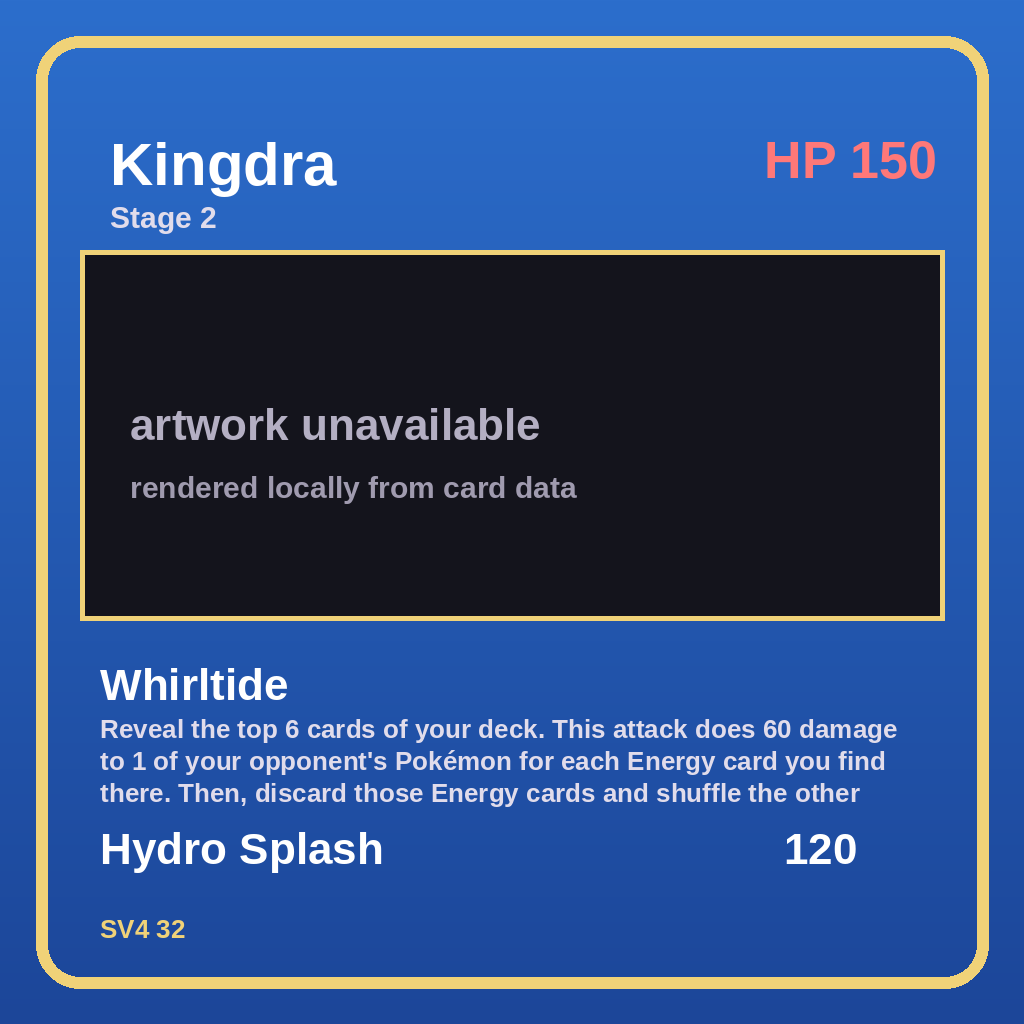 Kingdra
HP 150
Stage 2
artwork unavailable
rendered locally from card data
Whirltide
Reveal the top 6 cards of your deck. This attack does 60 damage
to 1 of your opponent's Pokémon for each Energy card you find
there. Then, discard those Energy cards and shuffle the other
Hydro Splash 120
SV4 32